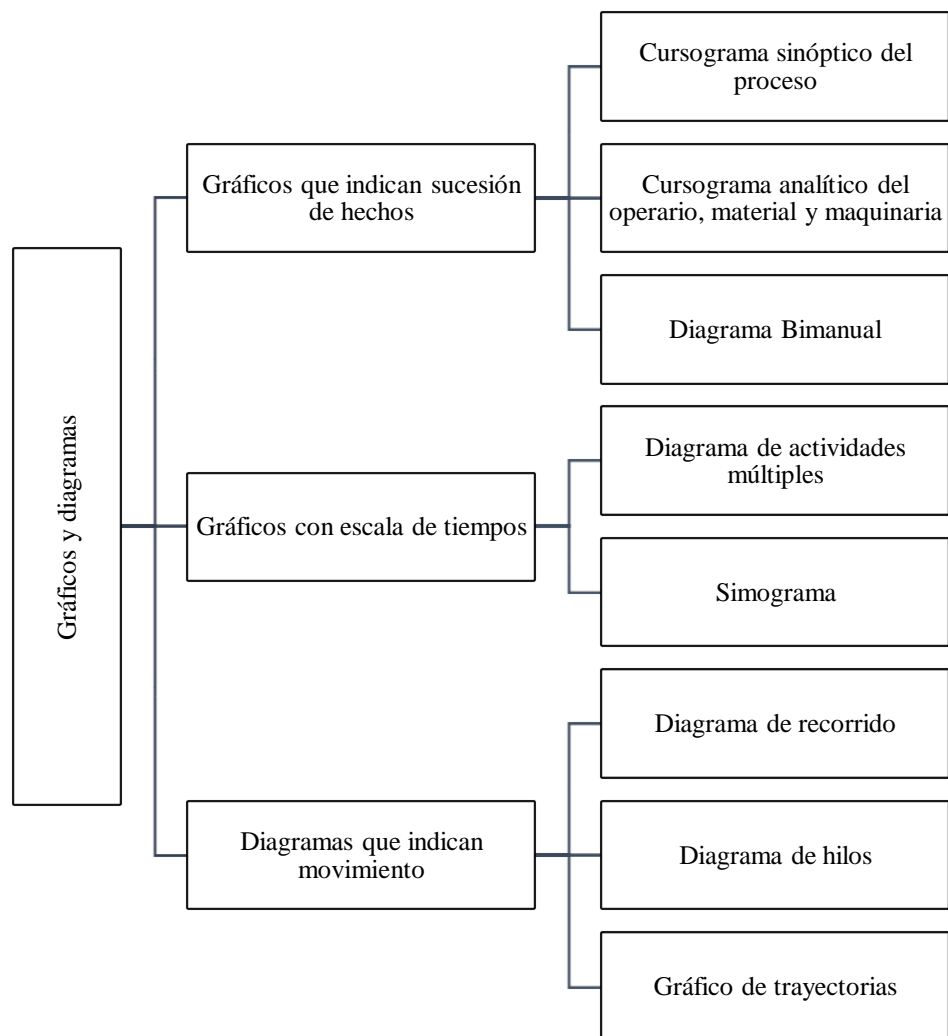 Gráficos y diagramas
Gráficos que indican sucesión
de hechos
Cursograma sinóptico del
proceso
Cursograma analítico del
operario, material y maquinaria
Diagrama Bimanual
Gráficos con escala de tiempos
Diagrama de actividades
múltiples
Simograma
Diagramas que indican
movimiento
Diagrama de recorrido
Diagrama de hilos
Gráfico de trayectorias